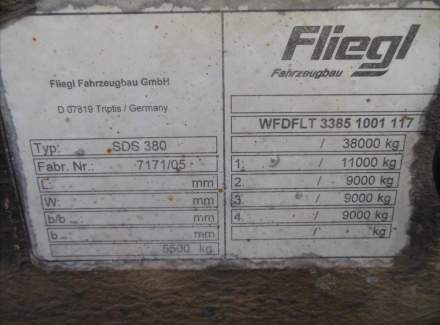 Fliegl Fahrzeugbau GmbH
D 07819 Triptis / Germany
Typ: SDS 380
Fabr. Nr.: 7171/05
L: mm
W: mm
b/b mm
b mm
5500 kg
Fliegl
Fahrzeugbau
WFDFLT 3385 1001 117
/ 38000 kg
1. / 11000 kg
2. / 9000 kg
3. / 9000 kg
4. / 9000 kg
/ kg